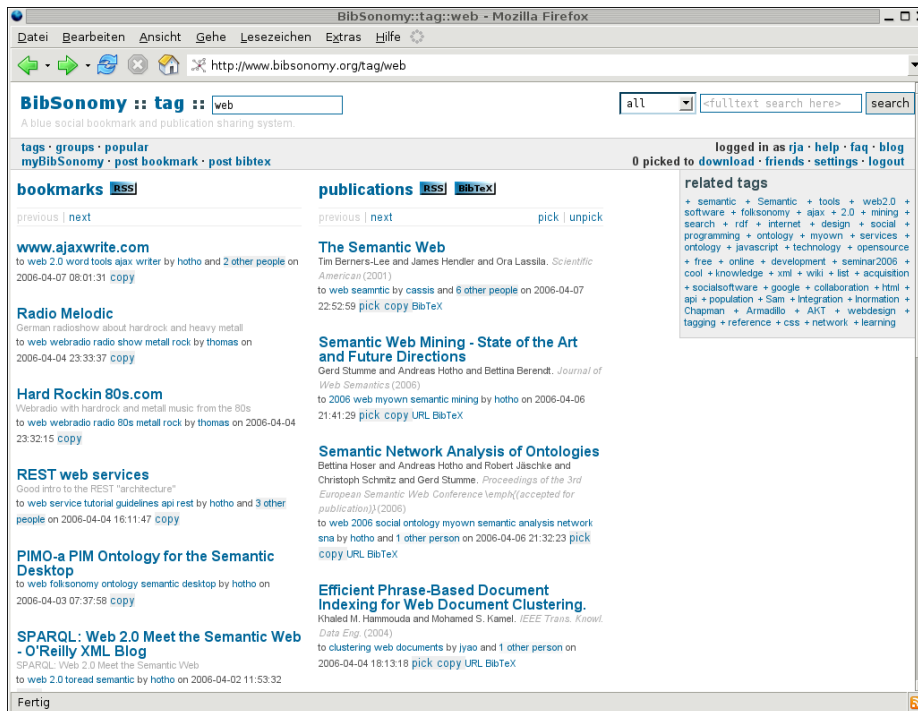 BibSonomy::tag::web - Mozilla Firefox
Datei Bearbeiten Ansicht Gehe Lesezeichen Extras Hilfe
http://www.bibsonomy.org/tag/web
BibSonomy :: tag :: web
all <fulltext search here> search
A blue social bookmark and publication sharing system.
tags · groups · popular
logged in as rja · help · faq · blog
myBibSonomy · post bookmark · post bibtex
0 picked to download · friends · settings · logout
bookmarks RSS
previous | next
www.ajaxwrite.com
to web 2.0 word tools ajax writer by hotho and 2 other people on
2006-04-07 08:01:31 copy
Radio Melodic
German radioshow about hardrock and heavy metall
to web webradio radio show metall rock by thomas on
2006-04-04 23:33:37 copy
Hard Rockin 80s.com
Webradio with hardrock and metall music from the 80s
to web webradio radio 80s metall rock by thomas on 2006-04-04
23:32:15 copy
REST web services
Good intro to the REST "architecture"
to web service tutorial guidelines api rest by hotho and 3 other
people on 2006-04-04 16:11:47 copy
PIMO-a PIM Ontology for the Semantic
Desktop
to web folksonomy ontology semantic desktop by hotho on
2006-04-03 07:37:58 copy
SPARQL: Web 2.0 Meet the Semantic Web
- O'Reilly XML Blog
SPARQL: Web 2.0 Meet the Semantic Web
to web 2.0 toread semantic by hotho on 2006-04-02 11:53:32
publications RSS BibTeX
previous | next pick | unpick
The Semantic Web
Tim Berners-Lee and James Hendler and Ora Lassila. Scientific
American (2001)
to web seamntic by cassis and 6 other people on 2006-04-07
22:52:59 pick copy BibTeX
Semantic Web Mining - State of the Art
and Future Directions
Gerd Stumme and Andreas Hotho and Bettina Berendt. Journal of
Web Semantics (2006)
to 2006 web myown semantic mining by hotho on 2006-04-06
21:41:29 pick copy URL BibTeX
Semantic Network Analysis of Ontologies
Bettina Hoser and Andreas Hotho and Robert Jäschke and
Christoph Schmitz and Gerd Stumme. Proceedings of the 3rd
European Semantic Web Conference \emph{(accepted for
publication)} (2006)
to web 2006 social ontology myown semantic analysis network
sna by hotho and 1 other person on 2006-04-06 21:32:23 pick
copy URL BibTeX
Efficient Phrase-Based Document
Indexing for Web Document Clustering.
Khaled M. Hammouda and Mohamed S. Kamel. IEEE Trans. Knowl.
Data Eng. (2004)
to clustering web documents by jyao and 1 other person on
2006-04-04 18:13:18 pick copy URL BibTeX
related tags
+ semantic + Semantic + tools + web2.0 +
software + folksonomy + ajax + 2.0 + mining +
search + rdf + internet + design + social +
programming + ontology + myown + services +
ontology + javascript + technology + opensource
+ free + online + development + seminar2006 +
cool + knowledge + xml + wiki + list + acquisition
+ socialsoftware + google + collaboration + html +
api + population + Sam + Integration + Inormation +
Chapman + Armadillo + AKT + webdesign +
tagging + reference + css + network + learning
Fertig